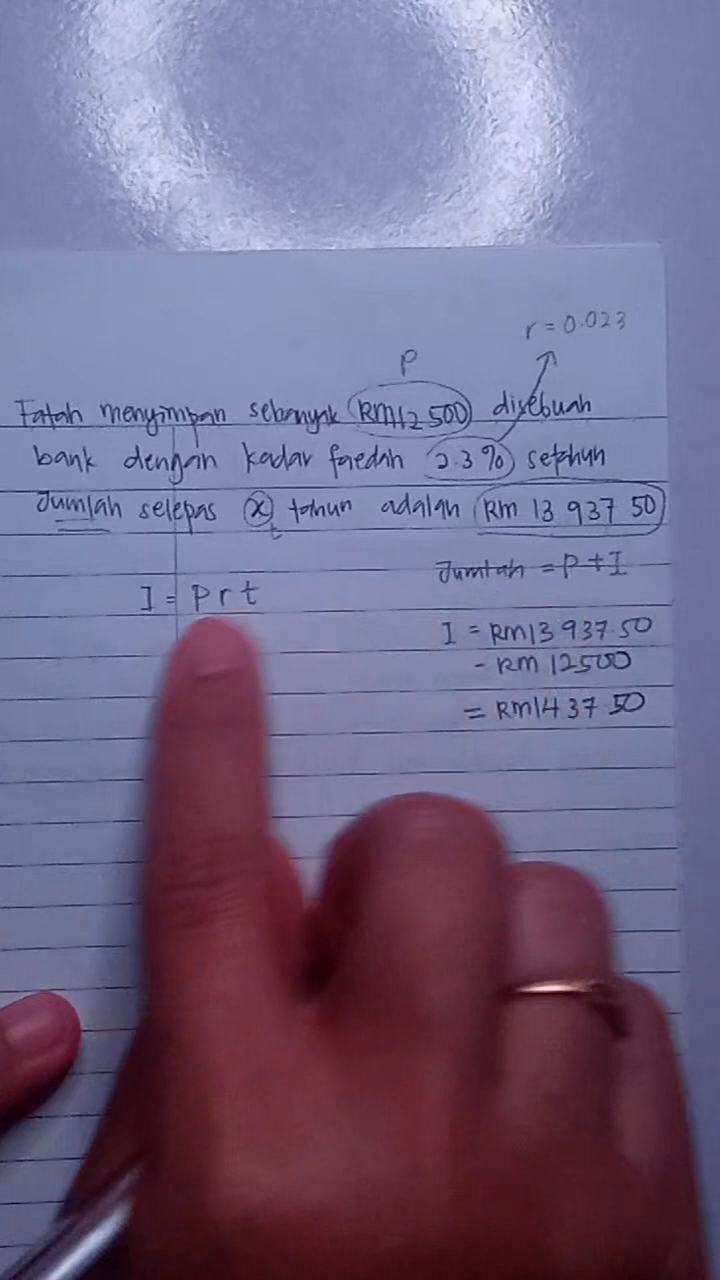 r = 0.023
P
Fatah menyimpan sebanyak RM12 500 disebuah
bank dengan kadar faedah 2.3% setahun
Jumlah selepas x tahun adalah RM 13 937 50
t
Jumlah = P + I
I = P r t
I = RM13 937.50
- RM 12500
= RM1437.50